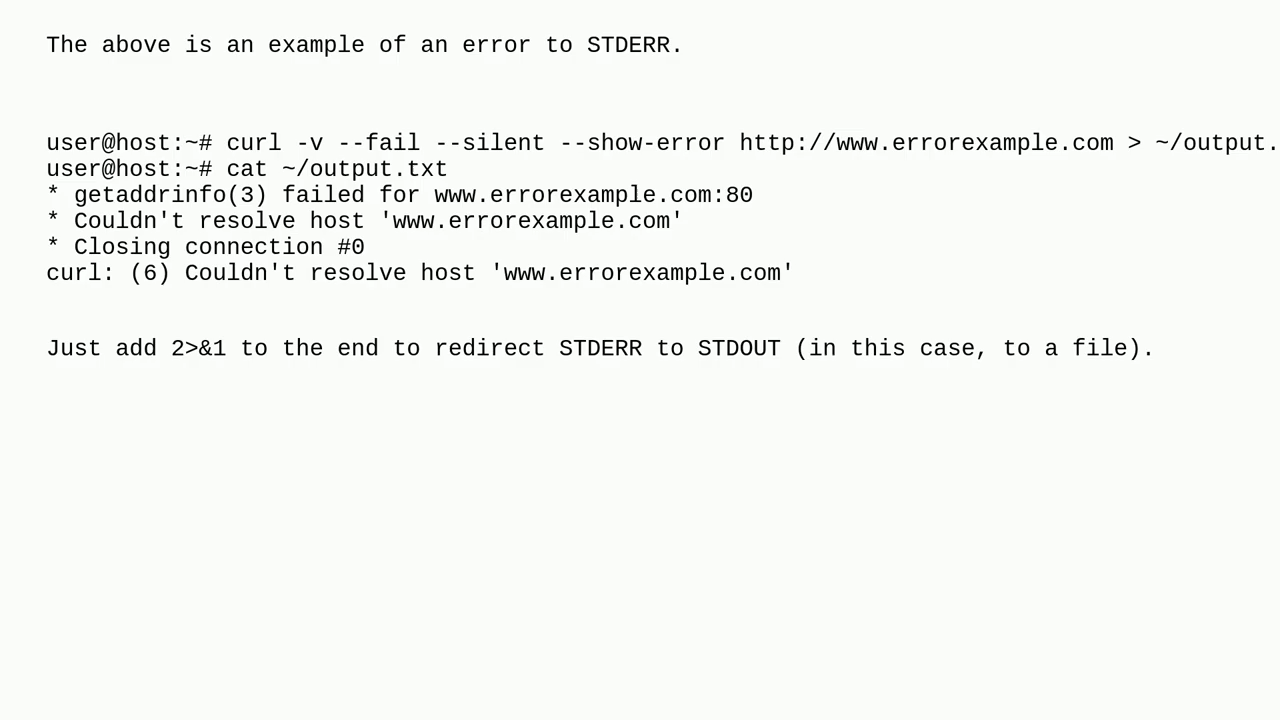 The above is an example of an error to STDERR.
user@host:~# curl -v --fail --silent --show-error http://www.errorexample.com > ~/output.
user@host:~# cat ~/output.txt
* getaddrinfo(3) failed for www.errorexample.com:80
* Couldn't resolve host 'www.errorexample.com'
* Closing connection #0
curl: (6) Couldn't resolve host 'www.errorexample.com'
Just add 2>&1 to the end to redirect STDERR to STDOUT (in this case, to a file).